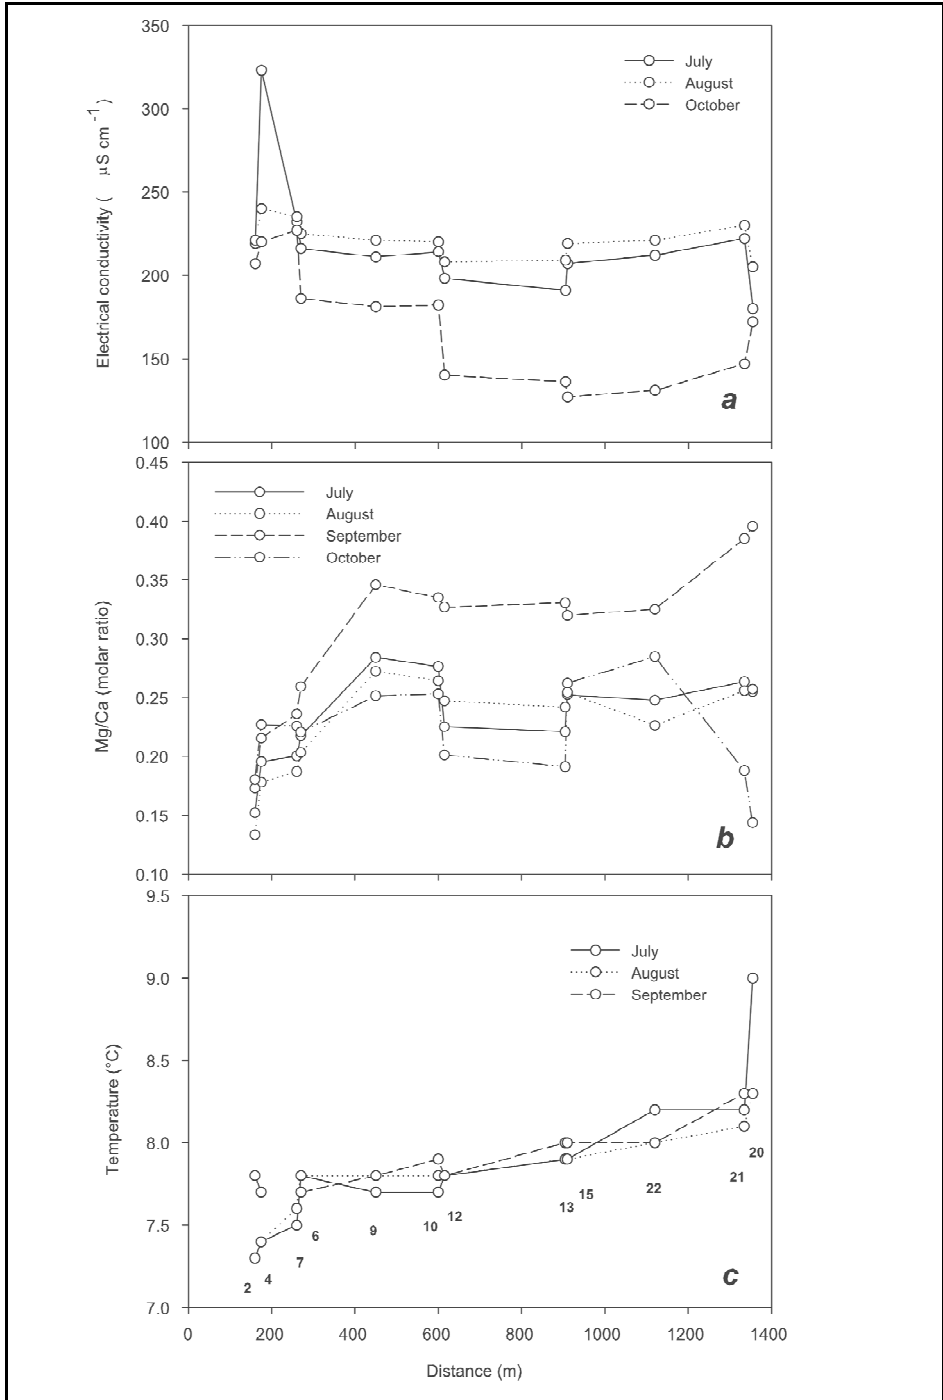 350
300
250
200
150
100
Electrical conductivity ( µS cm -1 )
July
August
October
a
0.45
0.40
0.35
0.30
0.25
0.20
0.15
0.10
Mg/Ca (molar ratio)
July
August
September
October
b
9.5
9.0
8.5
8.0
7.5
7.0
Temperature (°C)
July
August
September
2
4
7
6
9
10
12
13
15
22
21
20
c
0 200 400 600 800 1000 1200 1400
Distance (m)